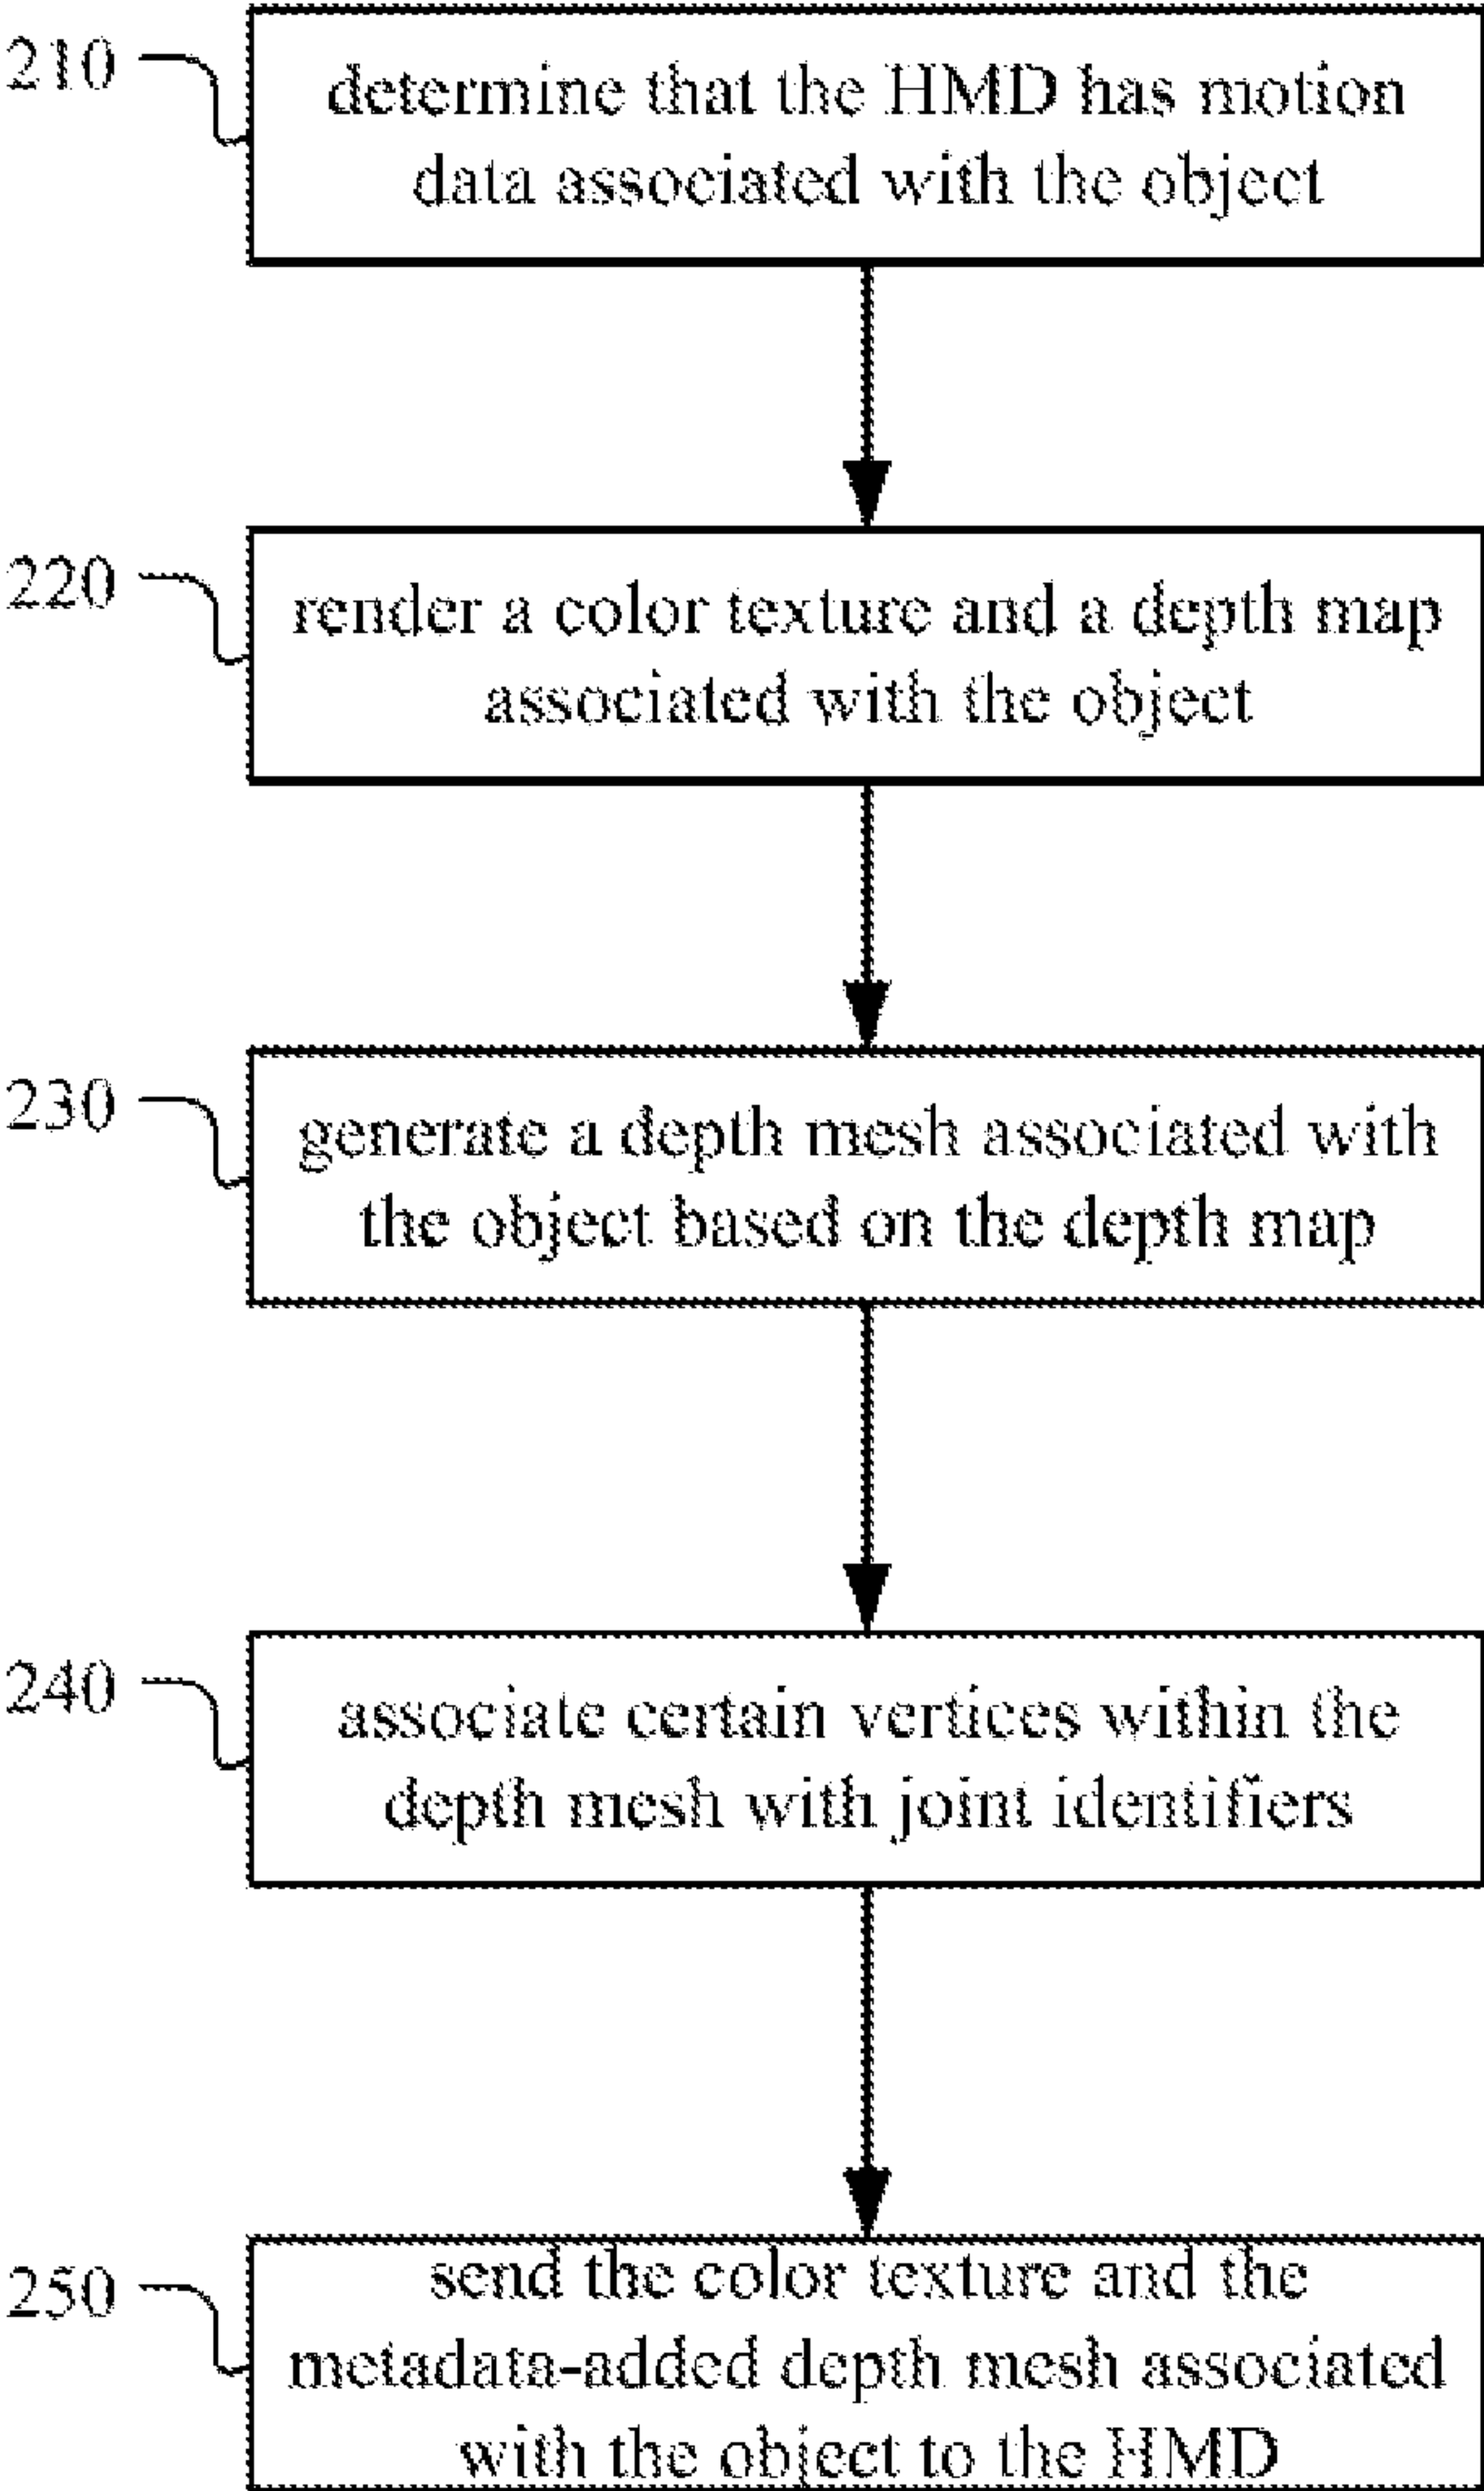 210
determine that the HMD has motion
data associated with the object
220
render a color texture and a depth map
associated with the object
230
generate a depth mesh associated with
the object based on the depth map
240
associate certain vertices within the
depth mesh with joint identifiers
250
send the color texture and the
metadata-added depth mesh associated
with the object to the HMD